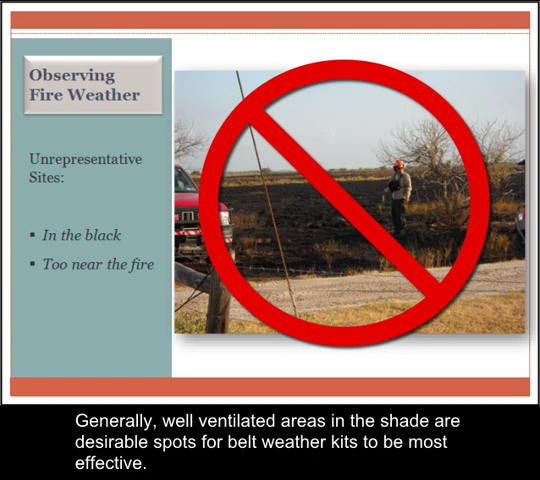 Observing
Fire Weather
Unrepresentative
Sites:
▪ In the black
▪ Too near the fire
Generally, well ventilated areas in the shade are
desirable spots for belt weather kits to be most
effective.